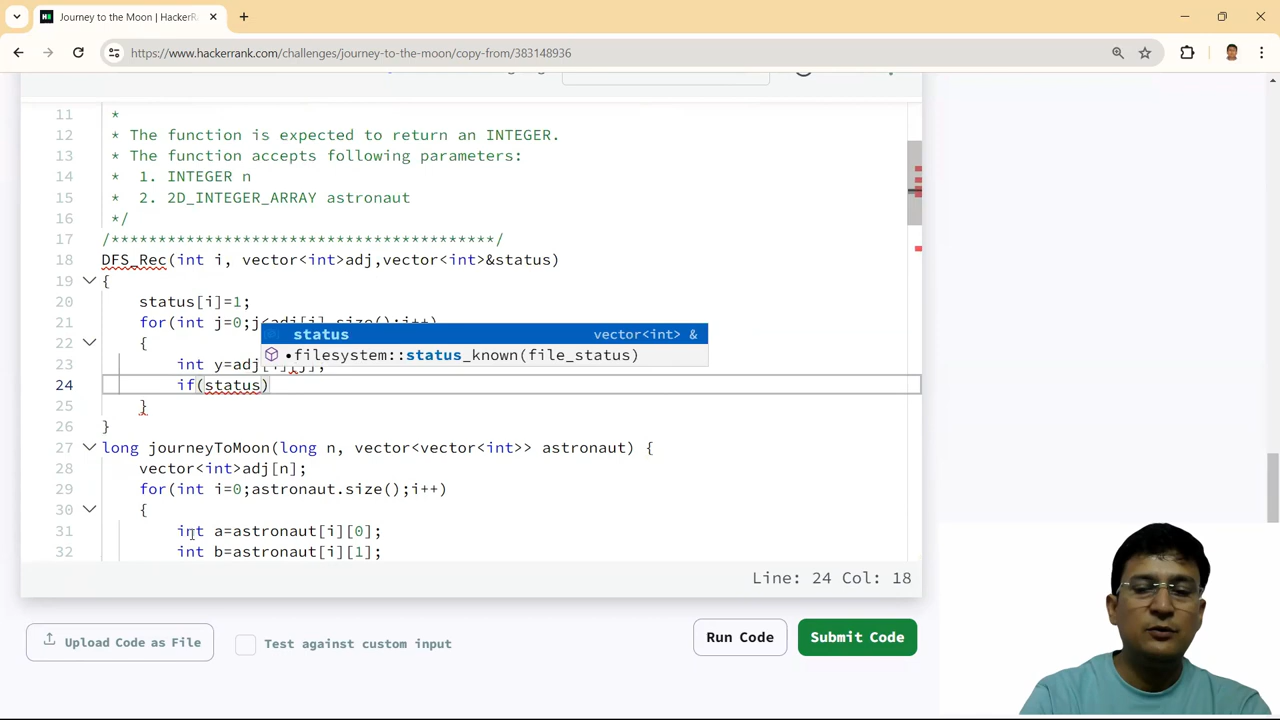 Journey to the Moon | HackerRa
https://www.hackerrank.com/challenges/journey-to-the-moon/copy-from/383148936
11 *
12 * The function is expected to return an INTEGER.
13 * The function accepts following parameters:
14 * 1. INTEGER n
15 * 2. 2D_INTEGER_ARRAY astronaut
16 */
17 /*****************************************/
18 DFS_Rec(int i, vector<int>adj,vector<int>&status)
19 {
20 status[i]=1;
21 for(int j=0;j<adj[i].size();i++)
status vector<int> &
22 {
•filesystem::status_known(file_status)
23 int y=adj[i][j];
24 if(status)
25 }
26 }
27 long journeyToMoon(long n, vector<vector<int>> astronaut) {
28 vector<int>adj[n];
29 for(int i=0;astronaut.size();i++)
30 {
31 int a=astronaut[i][0];
32 int b=astronaut[i][1];
Line: 24 Col: 18
Upload Code as File
Test against custom input
Run Code
Submit Code